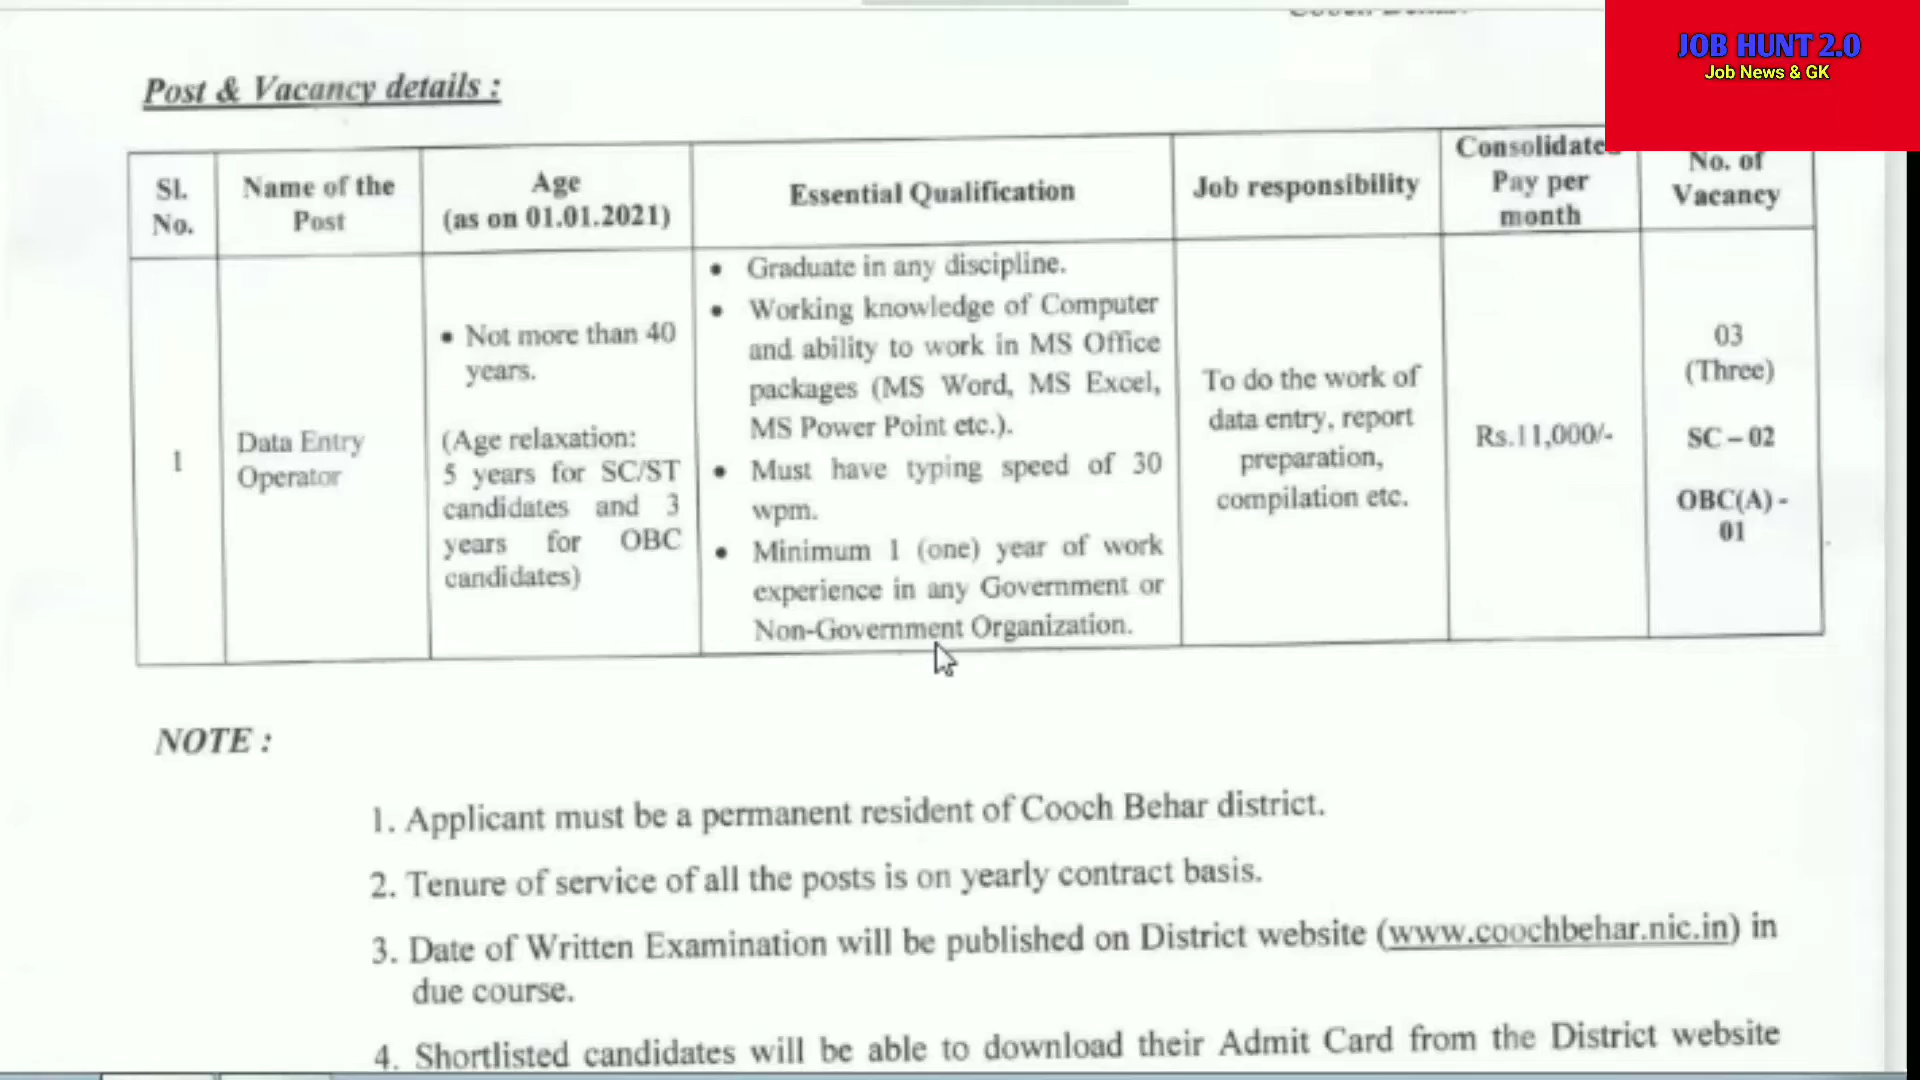 JOB HUNT 2.0
Job News & GK
Post & Vacancy details :
Sl.
No.
Name of the
Post
Age
(as on 01.01.2021)
Essential Qualification
Job responsibility
Consolidate
Pay per
month
No. of
Vacancy
1
Data Entry
Operator
• Not more than 40
years.
(Age relaxation:
5 years for SC/ST
candidates and 3
years for OBC
candidates)
• Graduate in any discipline.
• Working knowledge of Computer
and ability to work in MS Office
packages (MS Word, MS Excel,
MS Power Point etc.).
• Must have typing speed of 30
wpm.
• Minimum 1 (one) year of work
experience in any Government or
Non-Government Organization.
To do the work of
data entry, report
preparation,
compilation etc.
Rs.11,000/-
03
(Three)
SC – 02
OBC(A) -
01
NOTE :
1. Applicant must be a permanent resident of Cooch Behar district.
2. Tenure of service of all the posts is on yearly contract basis.
3. Date of Written Examination will be published on District website (www.coochbehar.nic.in) in
due course.
4. Shortlisted candidates will be able to download their Admit Card from the District website